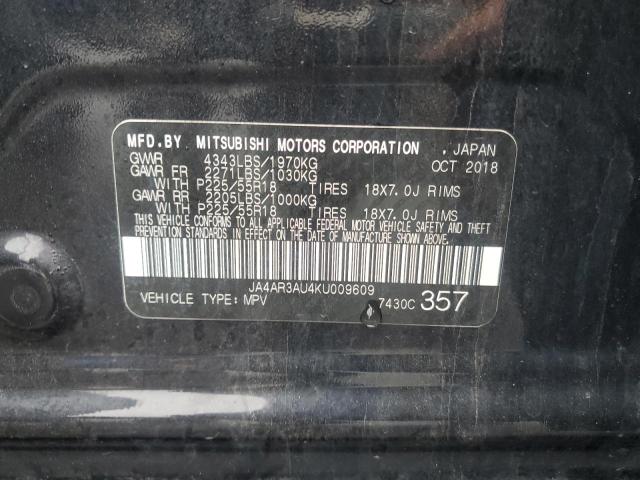 MFD.BY MITSUBISHI MOTORS CORPORATION , JAPAN
GVWR 4343LBS/1970KG OCT 2018
GAWR FR 2271LBS/1030KG
WITH P225/55R18 TIRES 18X7.0J RIMS
GAWR RR 2205LBS/1000KG
WITH P225/55R18 TIRES 18X7.0J RIMS
THIS VEHICLE CONFORMS TO ALL APPLICABLE FEDERAL MOTOR VEHICLE SAFETY AND THEFT
PREVENTION STANDARDS IN EFFECT ON THE DATE OF MANUFACTURE SHOWN ABOVE.
JA4AR3AU4KU009609
VEHICLE TYPE: MPV 7430C 357